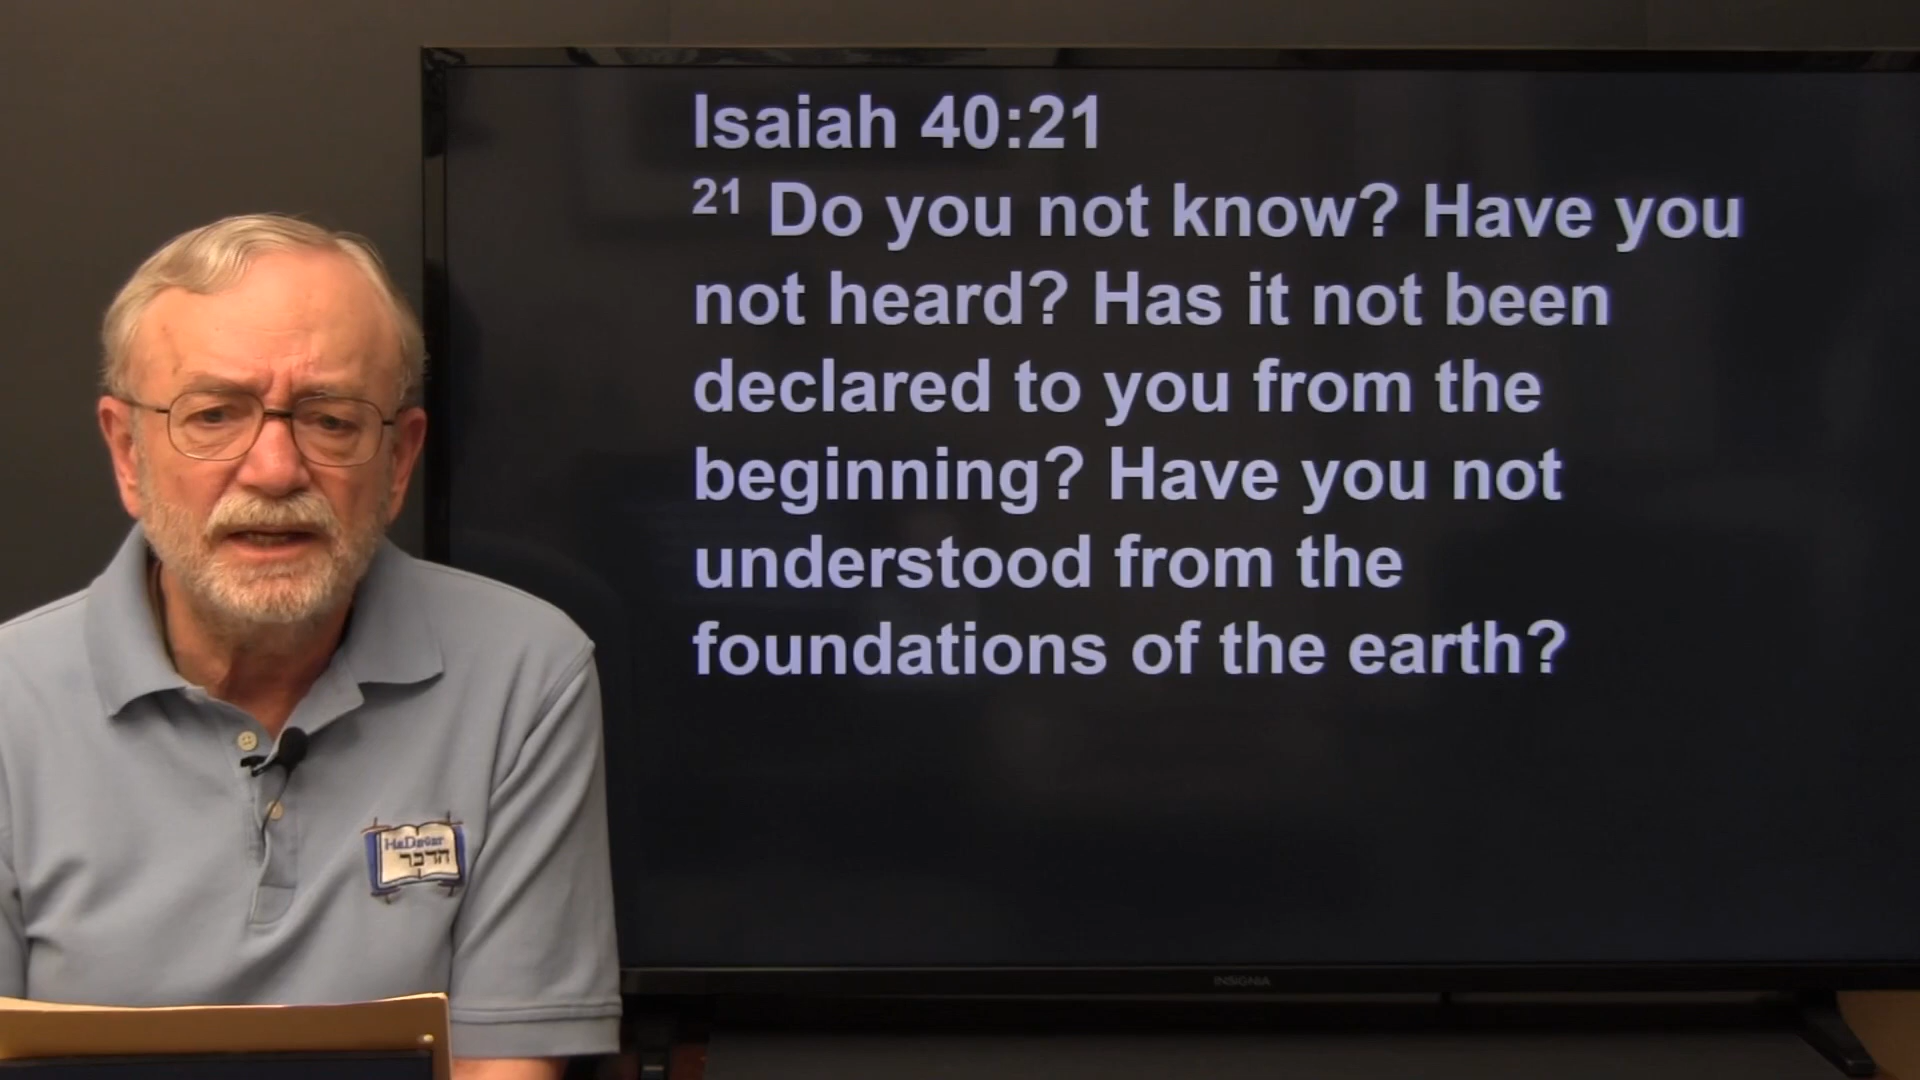 Isaiah 40:21
21 Do you not know? Have you
not heard? Has it not been
declared to you from the
beginning? Have you not
understood from the
foundations of the earth?
HaDavar
הדבר
INSIGNIA